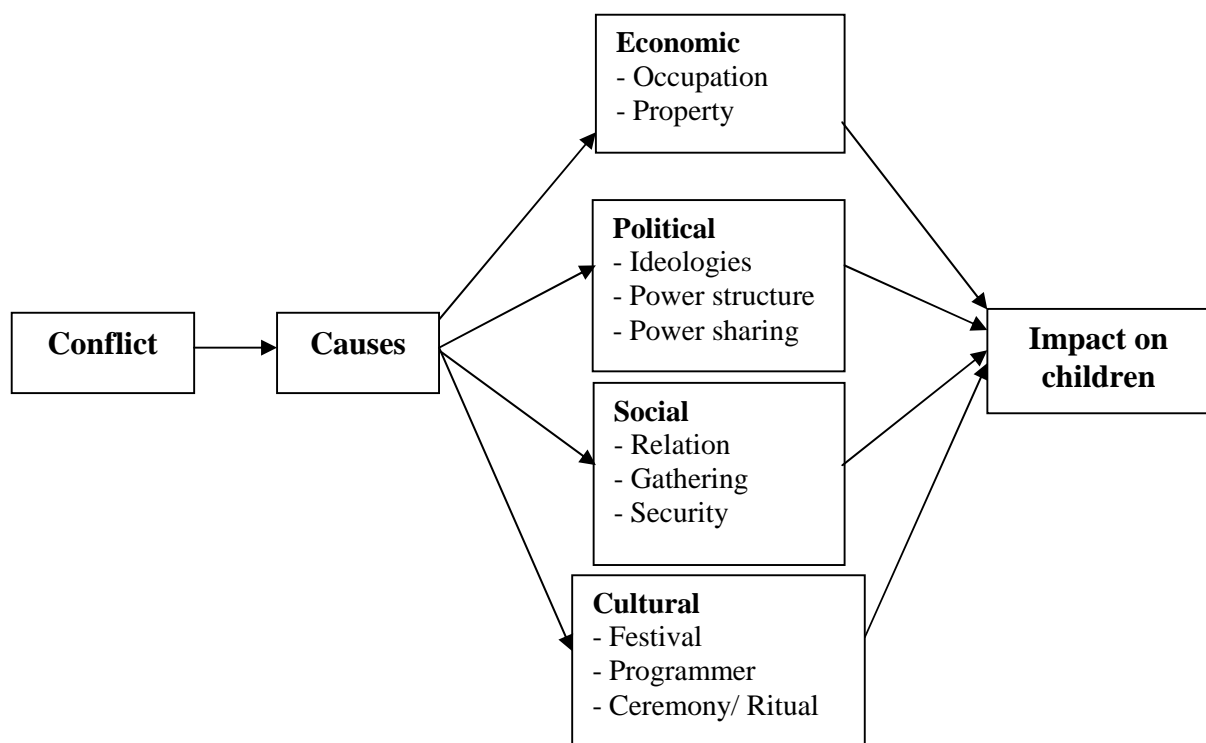 Economic
- Occupation
- Property
Political
- Ideologies
- Power structure
- Power sharing
Conflict
Causes
Impact on
children
Social
- Relation
- Gathering
- Security
Cultural
- Festival
- Programmer
- Ceremony/ Ritual